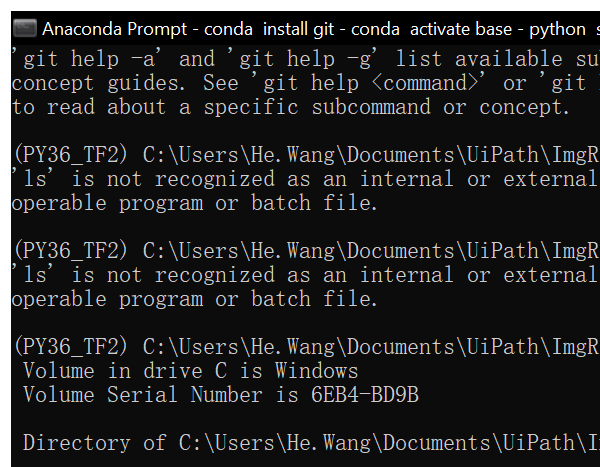 Anaconda Prompt - conda  install git - conda  activate base - python  s
'git help -a' and 'git help -g' list available su
concept guides. See 'git help <command>' or 'git
to read about a specific subcommand or concept.
(PY36_TF2) C:\Users\He.Wang\Documents\UiPath\ImgR
'ls' is not recognized as an internal or external
operable program or batch file.
(PY36_TF2) C:\Users\He.Wang\Documents\UiPath\ImgR
'ls' is not recognized as an internal or external
operable program or batch file.
(PY36_TF2) C:\Users\He.Wang\Documents\UiPath\ImgR
Volume in drive C is Windows
Volume Serial Number is 6EB4-BD9B
Directory of C:\Users\He.Wang\Documents\UiPath\I